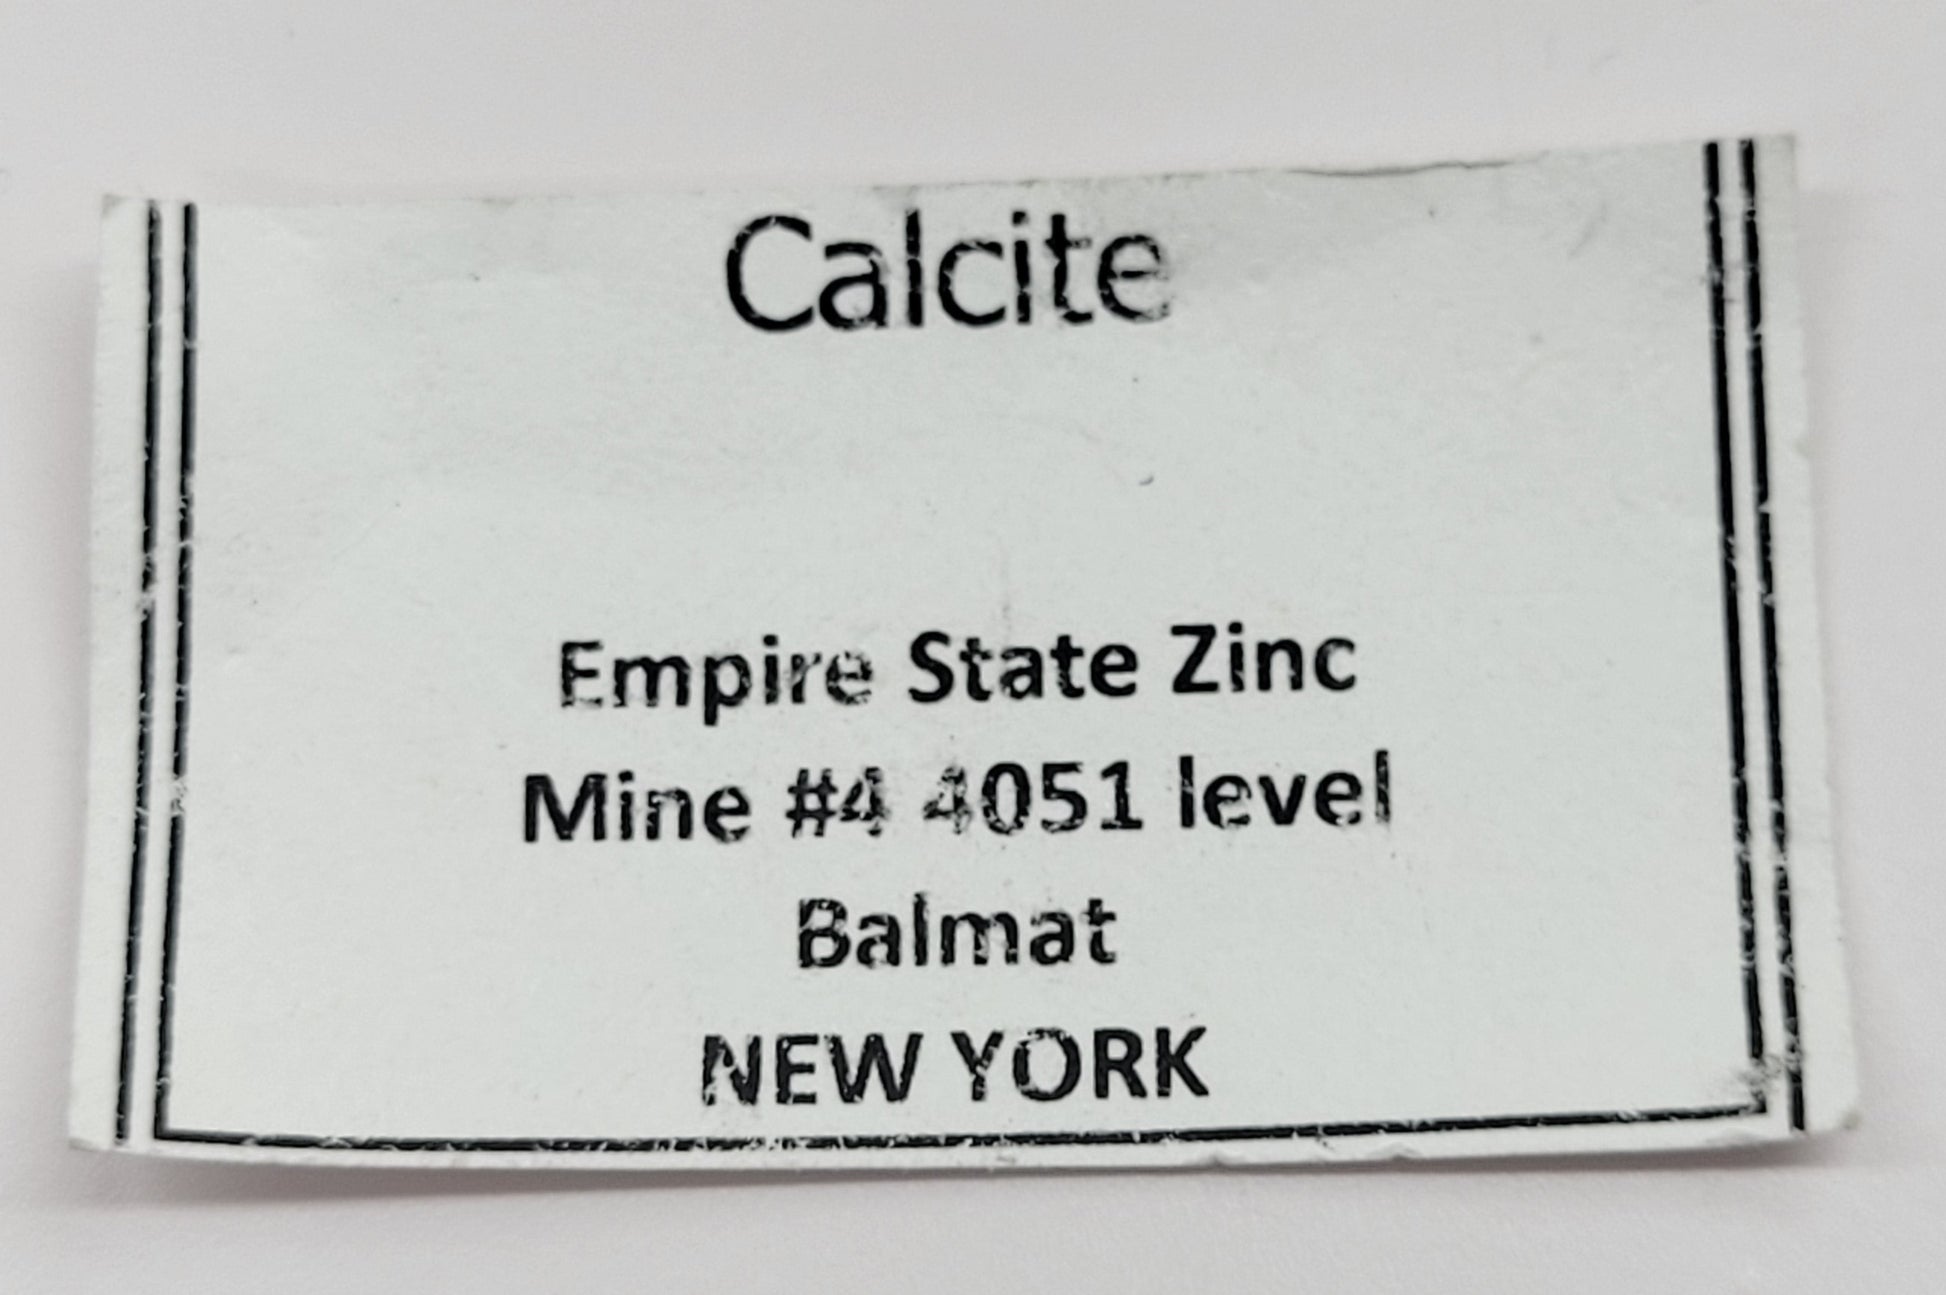 Calcite
Empire State Zinc
Mine #4 4051 level
Balmat
NEW YORK